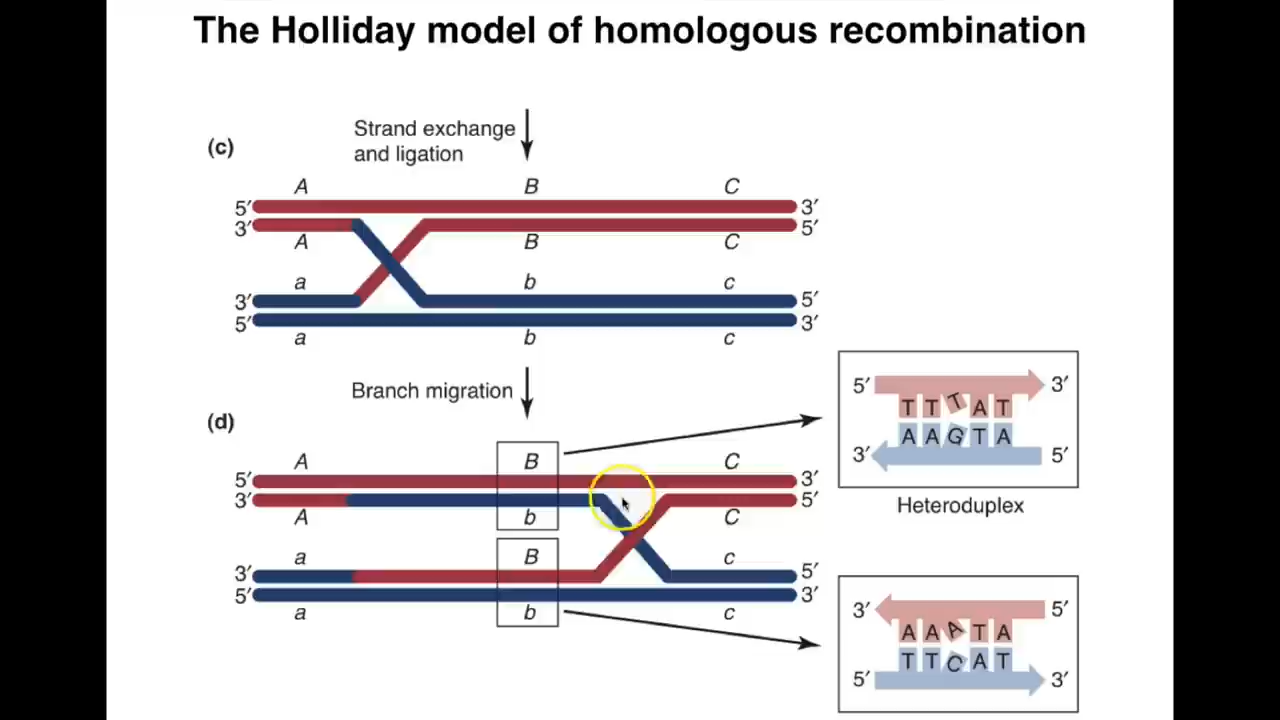 The Holliday model of homologous recombination
(c)
Strand exchange
and ligation
A B C
5′ 3′
3′ 5′
A B C
a b c
3′ 5′
5′ 3′
a b c
Branch migration
(d)
A B C
5′ 3′
3′ 5′
A b C
a B c
3′ 5′
5′ 3′
a b c
5′ 3′
T T T A T
A A G T A
3′ 5′
Heteroduplex
3′ 5′
A A A T A
T T C A T
5′ 3′